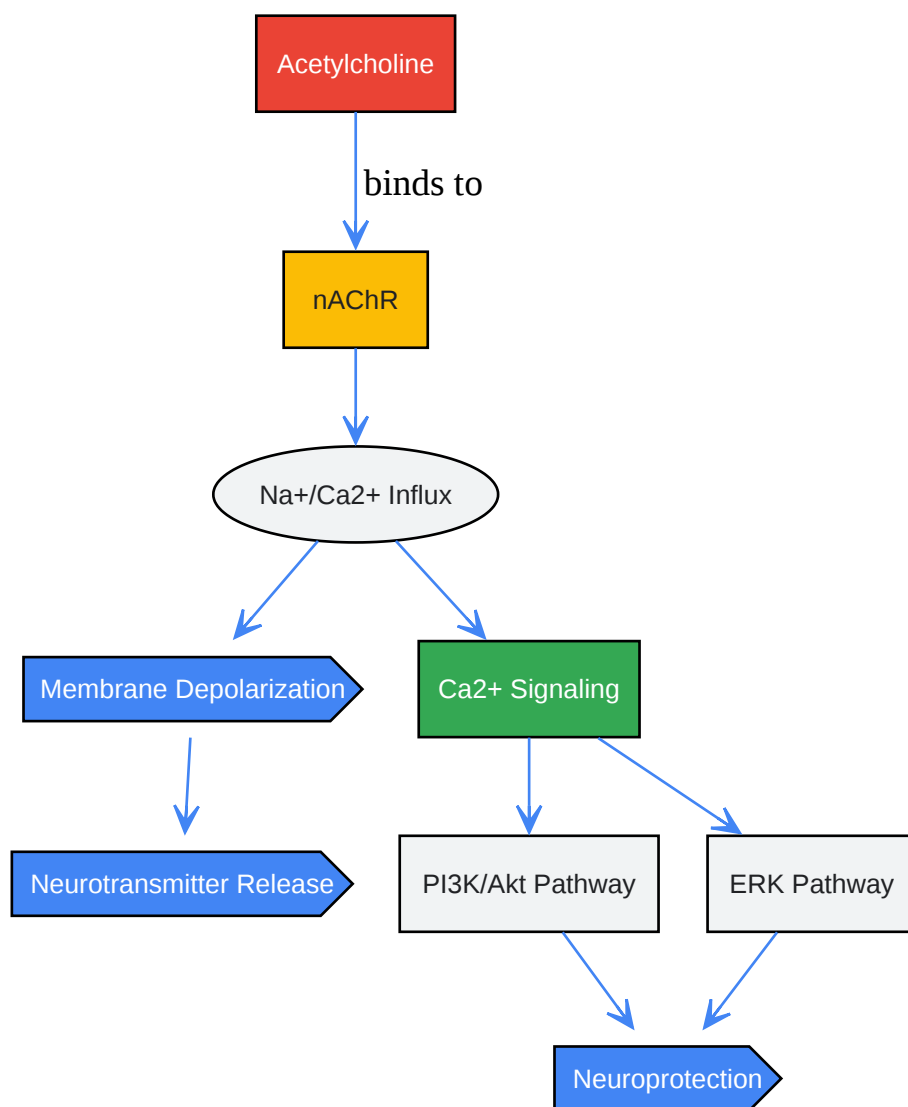 Acetylcholine
binds to
nAChR
Na+/Ca2+ Influx
Membrane Depolarization
Ca2+ Signaling
Neurotransmitter Release
PI3K/Akt Pathway
ERK Pathway
Neuroprotection